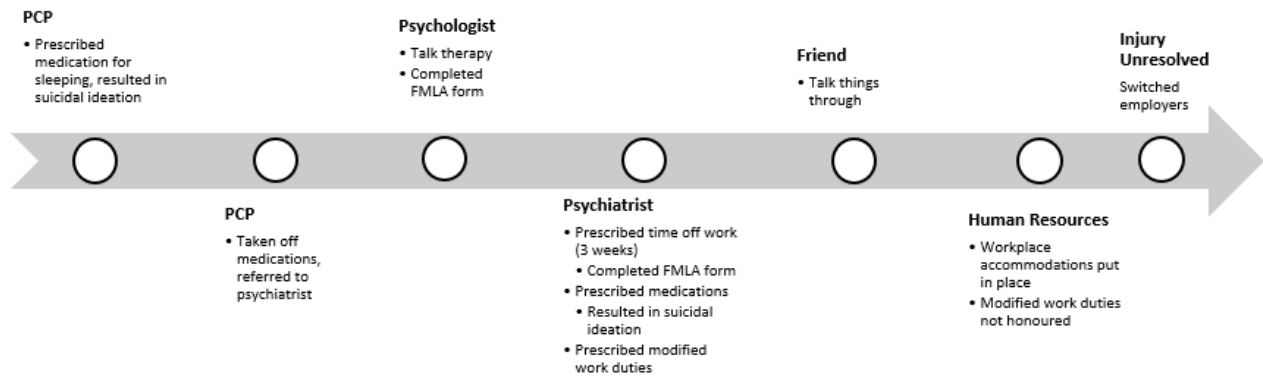 PCP
• Prescribed
medication for
sleeping, resulted in
suicidal ideation
PCP
• Taken off
medications,
referred to
psychiatrist
Psychologist
• Talk therapy
• Completed
FMLA form
Psychiatrist
• Prescribed time off work
(3 weeks)
• Completed FMLA form
• Prescribed medications
• Resulted in suicidal
ideation
• Prescribed modified
work duties
Friend
• Talk things
through
Human Resources
• Workplace
accommodations put
in place
• Modified work duties
not honoured
Injury
Unresolved
Switched
employers